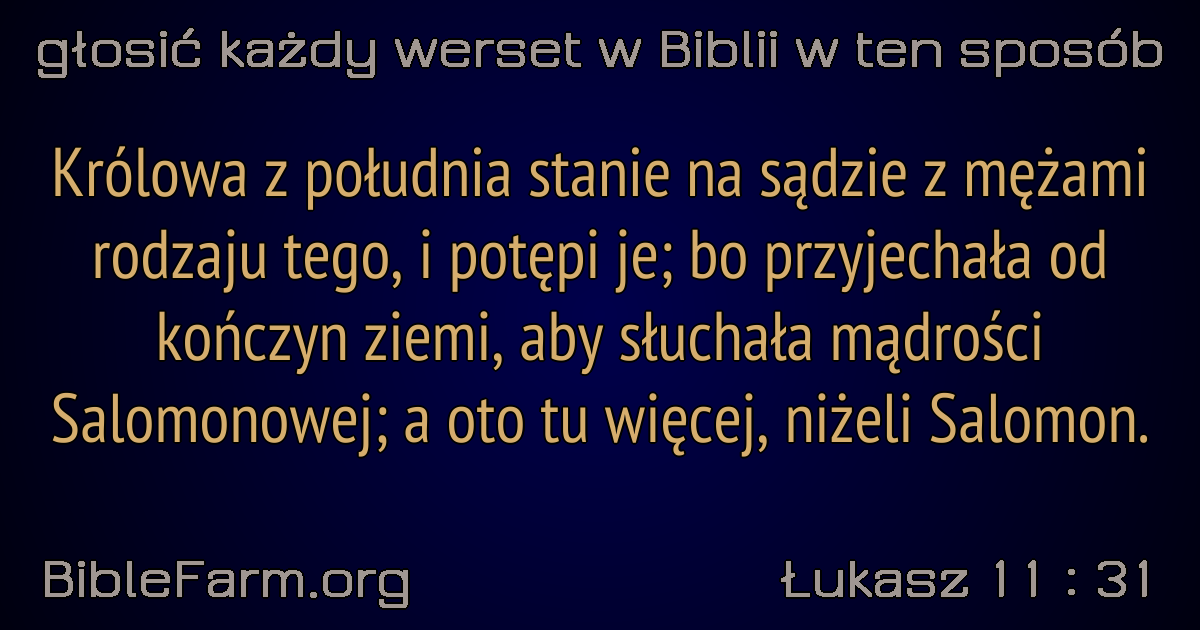 głosić każdy werset w Biblii w ten sposób
Królowa z południa stanie na sądzie z mężami
rodzaju tego, i potępi je; bo przyjechała od
kończyn ziemi, aby słuchała mądrości
Salomonowej; a oto tu więcej, niżeli Salomon.
BibleFarm.org
Łukasz 11 : 31